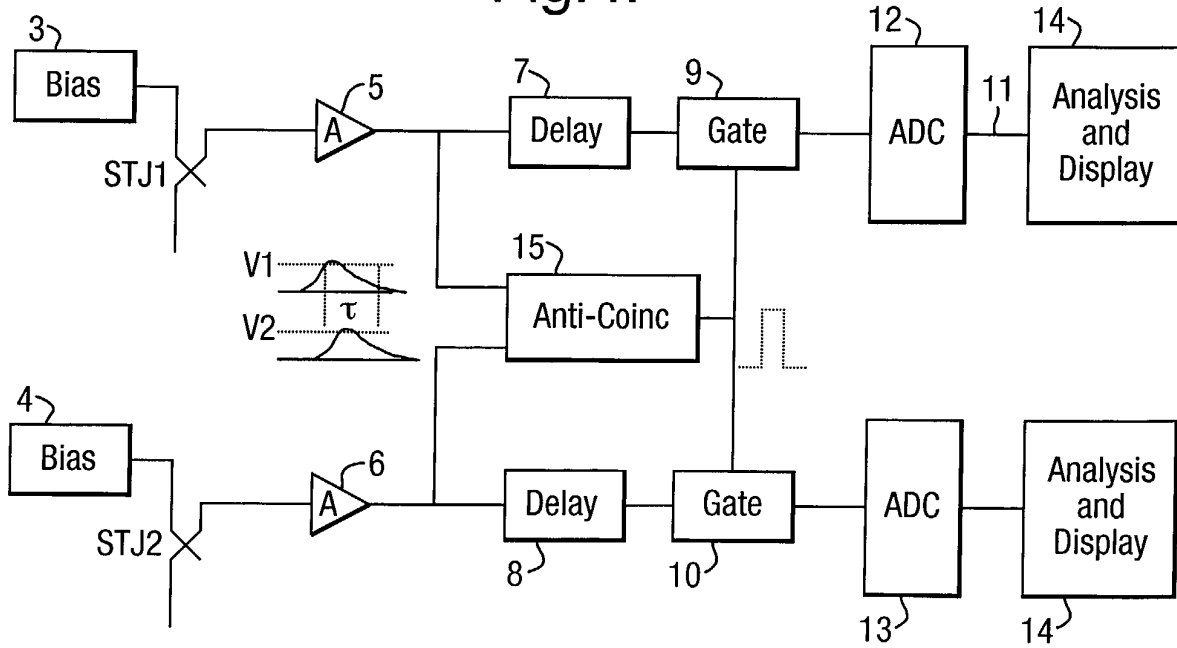 3
Bias
STJ1
5
A
7
Delay
9
Gate
12
ADC
11
14
Analysis
and
Display
V1
τ
V2
15
Anti-Coinc
4
Bias
STJ2
6
A
Delay
8
Gate
10
ADC
13
Analysis
and
Display
14